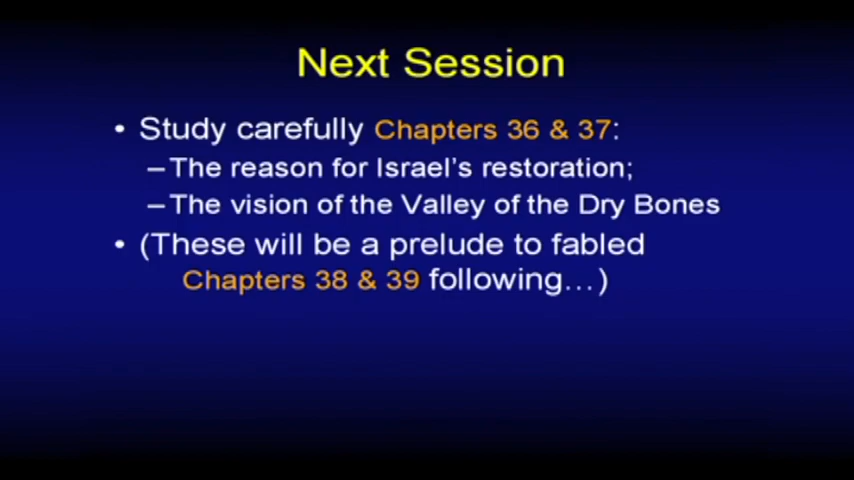 Next Session
• Study carefully Chapters 36 & 37:
–The reason for Israel's restoration;
–The vision of the Valley of the Dry Bones
• (These will be a prelude to fabled
Chapters 38 & 39 following…)